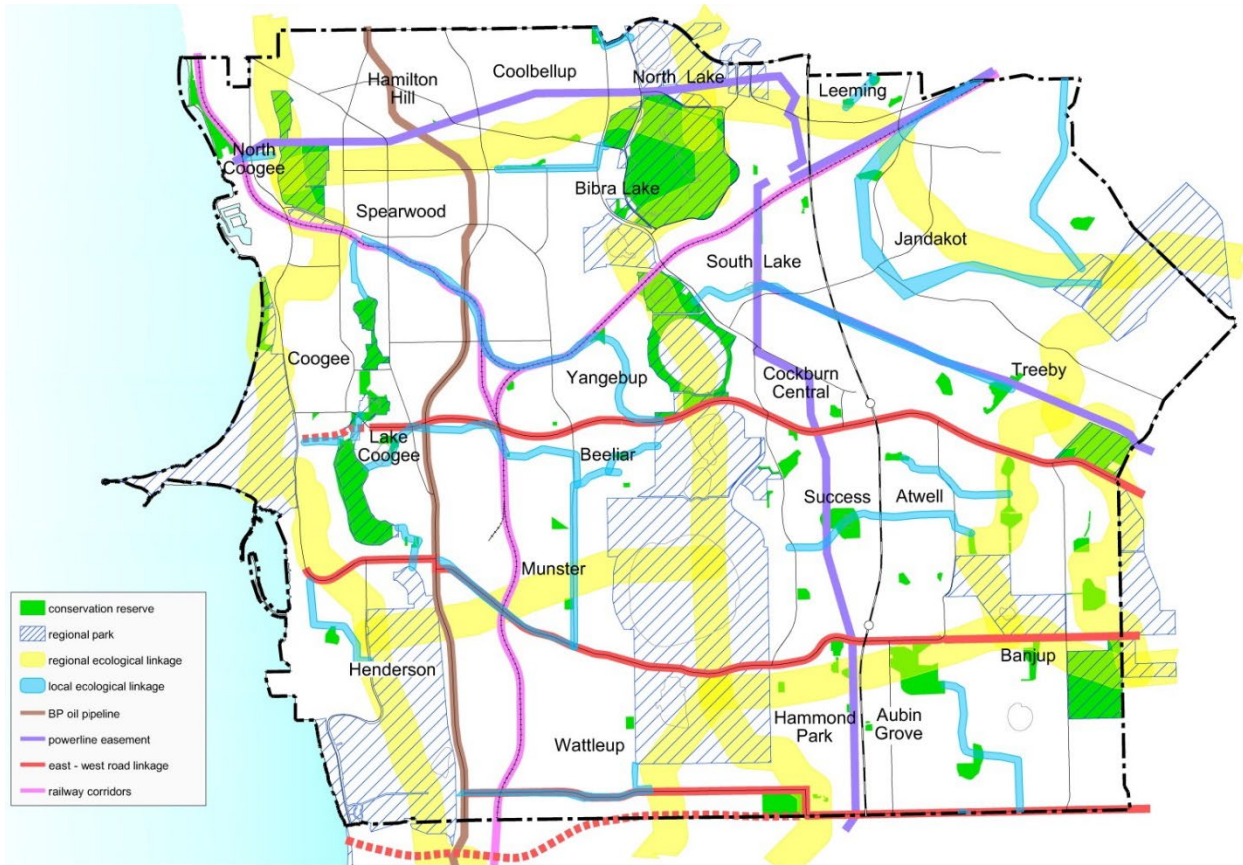 Hamilton
Hill
Coolbellup
North Lake
Leeming
North
Coogee
Bibra Lake
Spearwood
Jandakot
South Lake
Coogee
Yangebup
Cockburn
Central
Treeby
Lake
Coogee
Beeliar
Success
Atwell
Munster
Henderson
Banjup
Hammond
Park
Aubin
Grove
Wattleup
conservation reserve
regional park
regional ecological linkage
local ecological linkage
BP oil pipeline
powerline easement
east - west road linkage
railway corridors